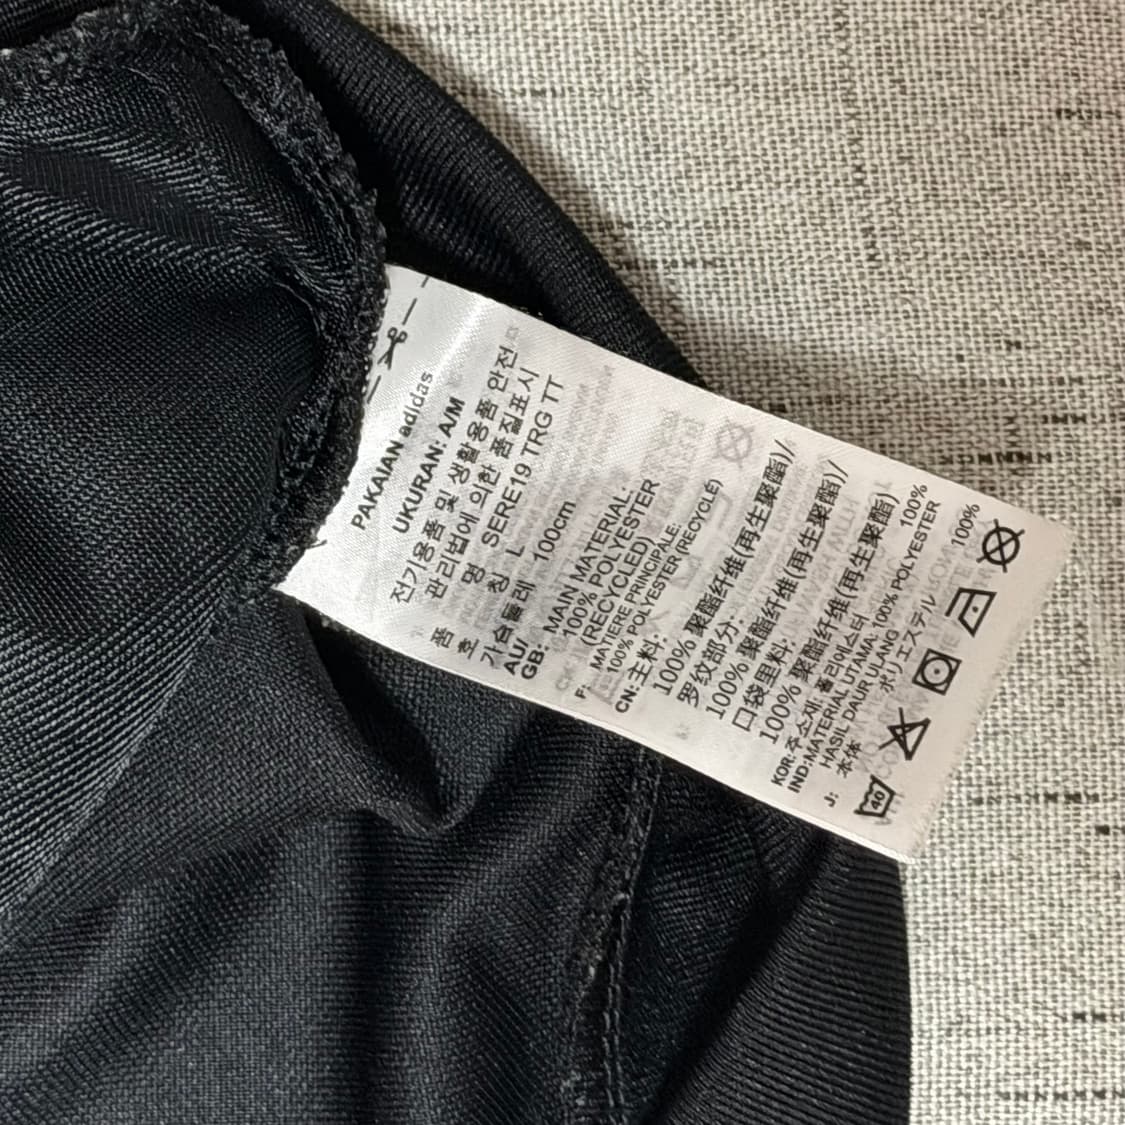 PAKAIAN adidas
UKURAN: A/M
전기용품 및 생활용품 안전
관리법에 의한 품질표시
품 명 SERE19 TRG TT
호 칭 L
가슴둘레 100cm
AU/
GB: MAIN MATERIAL:
100% POLYESTER
(RECYCLED)
F: MATIERE PRINCIPALE:
100% POLYESTER (RECYCLÉ)
CN: 主料:
100% 聚酯纤维(再生聚酯)/
罗纹部分:
100% 聚酯纤维(再生聚酯)/
口袋里料:
100% 聚酯纤维(再生聚酯)
KOR: 주소재: 폴리에스터 100%
IND: MATERIAL UTAMA: 100% POLYESTER
HASIL DAUR ULANG
J: 本体 ポリエステル 100%
40